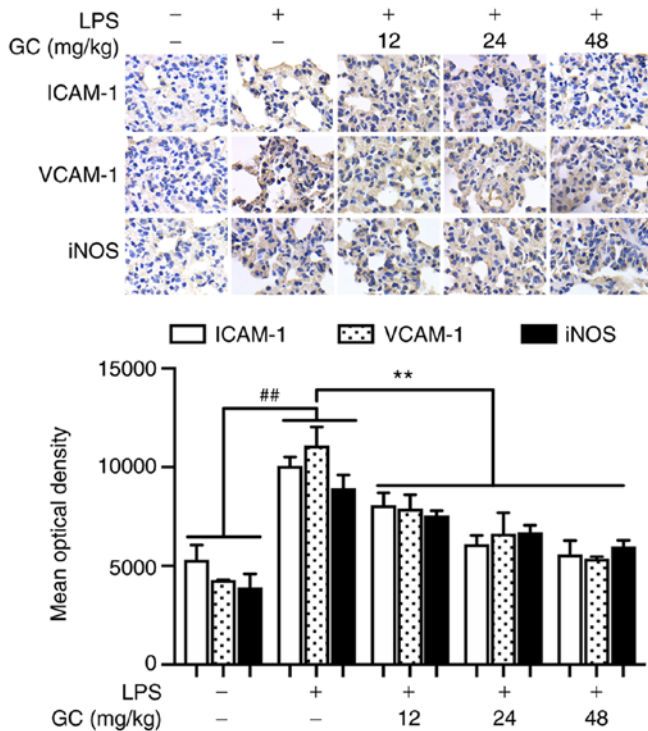 LPS – + + + +
GC (mg/kg) – – 12 24 48
ICAM-1
VCAM-1
iNOS
ICAM-1 VCAM-1 iNOS
15000
10000
5000
0
Mean optical density
##
**
LPS – + + + +
GC (mg/kg) – – 12 24 48